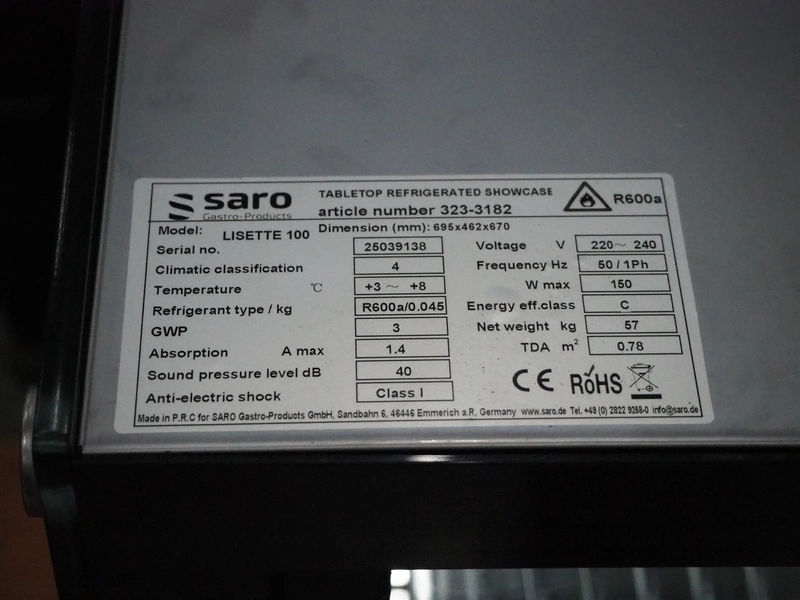 saro
Gastro-Products
TABLETOP REFRIGERATED SHOWCASE
article number 323-3182
R600a
Model: LISETTE 100 Dimension (mm): 695x462x670
Serial no. 25039138 Voltage V 220~ 240
Climatic classification 4 Frequency Hz 50/1Ph
Temperature ℃ +3 ~ +8 W max 150
Refrigerant type / kg R600a/0.045 Energy eff.class C
GWP 3 Net weight kg 57
Absorption A max 1.4 TDA m² 0.78
Sound pressure level dB 40
Anti-electric shock Class I
CE RoHS
Made in P.R.C for SARO Gastro-Products GmbH, Sandbahn 6, 46446 Emmerich a.R, Germany www.saro.de Tel. +49 (0) 2822 9258-0 info@saro.de